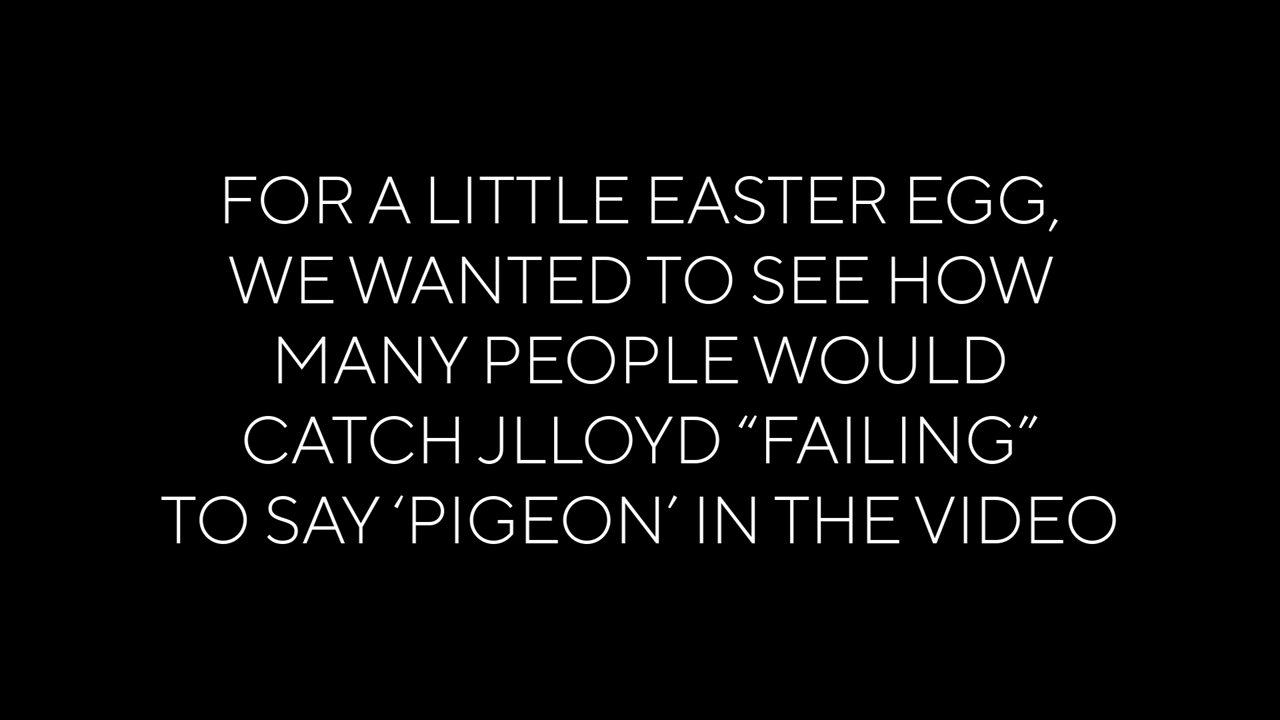 FOR A LITTLE EASTER EGG,
WE WANTED TO SEE HOW
MANY PEOPLE WOULD
CATCH JLLOYD “FAILING”
TO SAY ‘PIGEON’ IN THE VIDEO